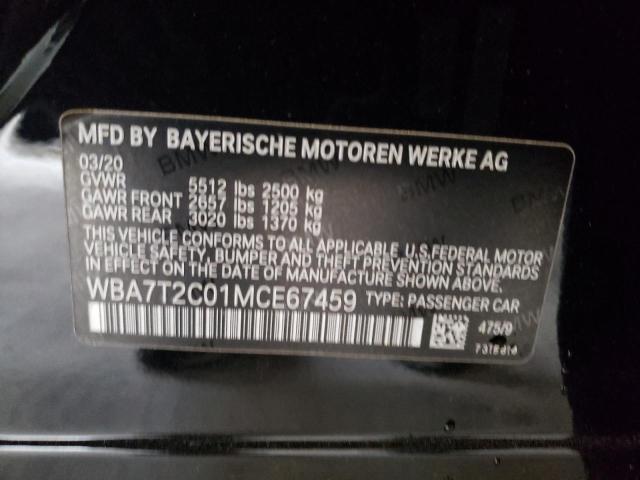 MFD BY BAYERISCHE MOTOREN WERKE AG
03/20
GVWR 5512 lbs 2500 kg
GAWR FRONT 2657 lbs 1205 kg
GAWR REAR 3020 lbs 1370 kg
THIS VEHICLE CONFORMS TO ALL APPLICABLE U.S.FEDERAL MOTOR
VEHICLE SAFETY, BUMPER, AND THEFT PREVENTION
STANDARDS IN EFFECT ON THE DATE OF MANUFACTURE SHOWN ABOVE.
WBA7T2C01MCE67459 TYPE: PASSENGER CAR
475/9